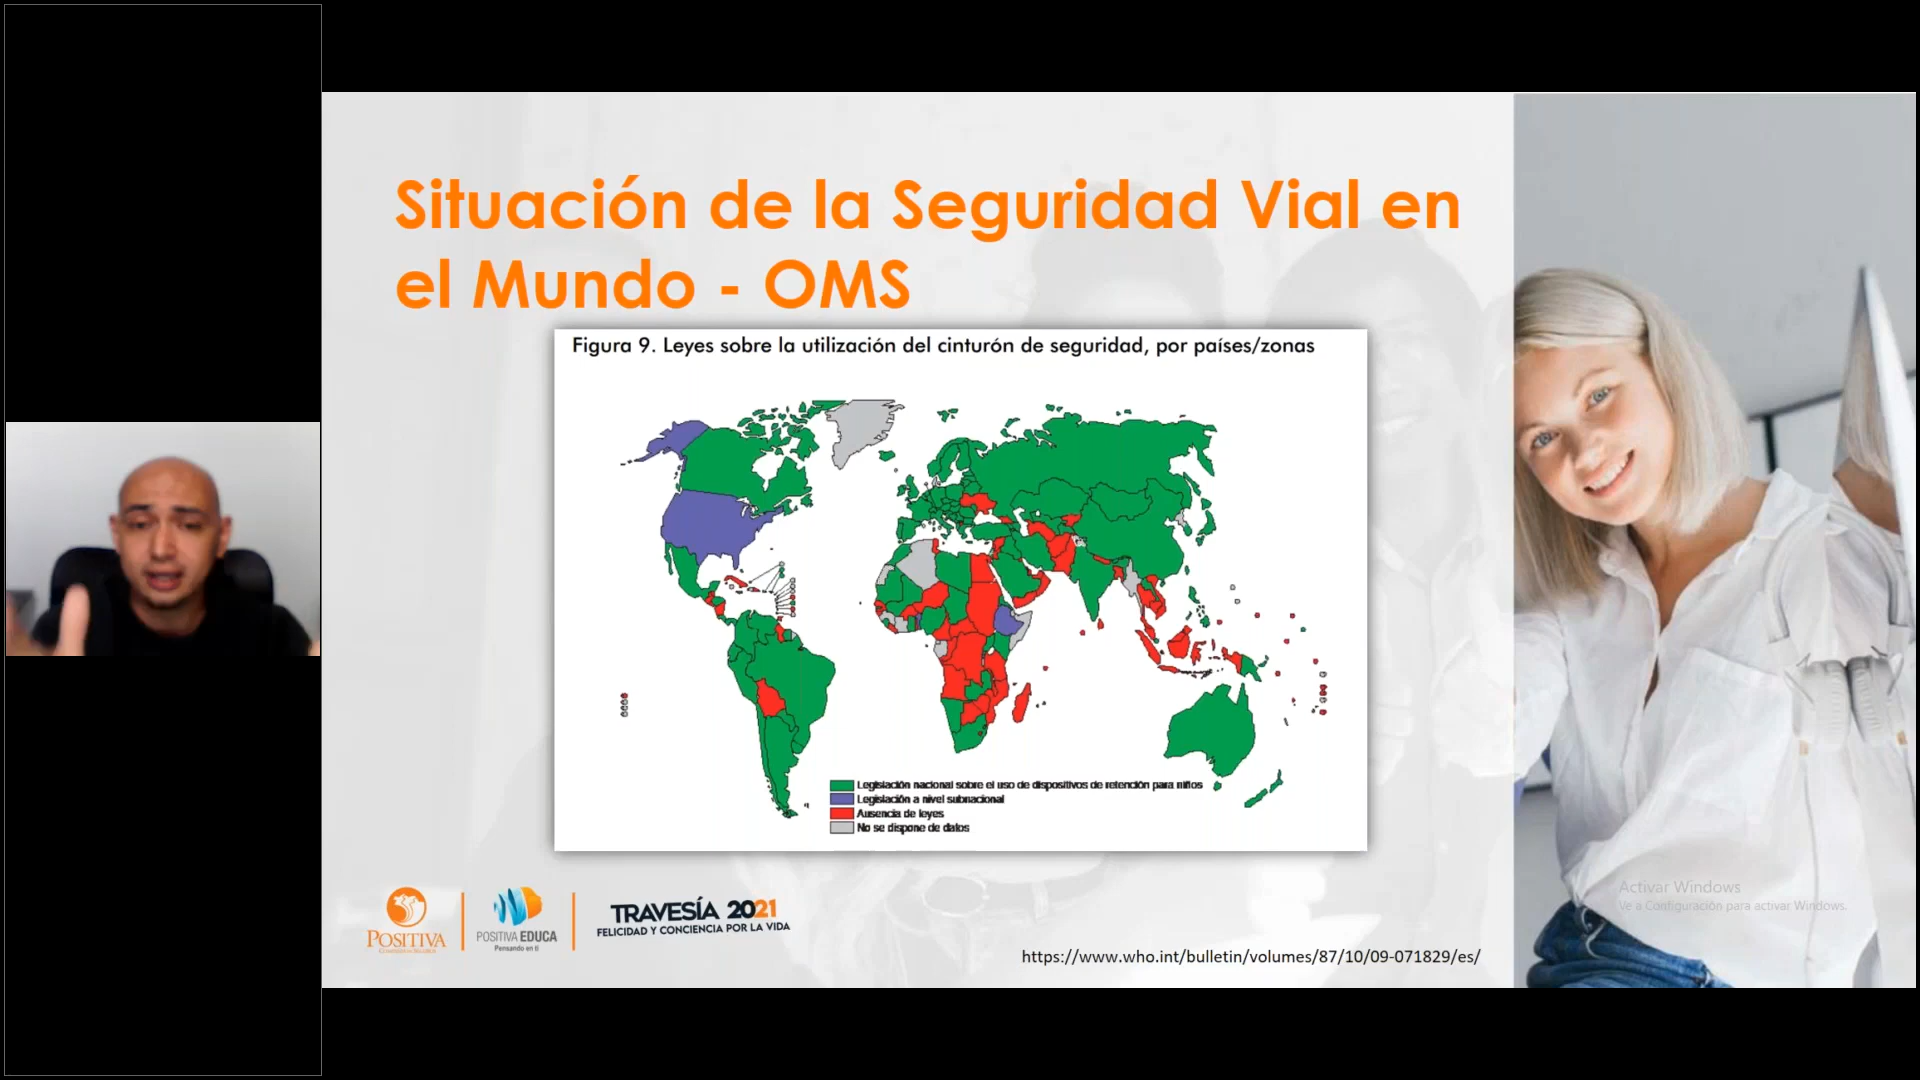 Situación de la Seguridad Vial en
el Mundo - OMS
Figura 9. Leyes sobre la utilización del cinturón de seguridad, por países/zonas
Legislación nacional sobre el uso de dispositivos de retención para niños
Legislación a nivel subnacional
Ausencia de leyes
No se dispone de datos
POSITIVA
COMPAÑÍA DE SEGUROS
POSITIVA EDUCA
Pensando en ti
TRAVESÍA 2021
FELICIDAD Y CONCIENCIA POR LA VIDA
https://www.who.int/bulletin/volumes/87/10/09-071829/es/
Activar Windows
Ve a Configuración para activar Windows.